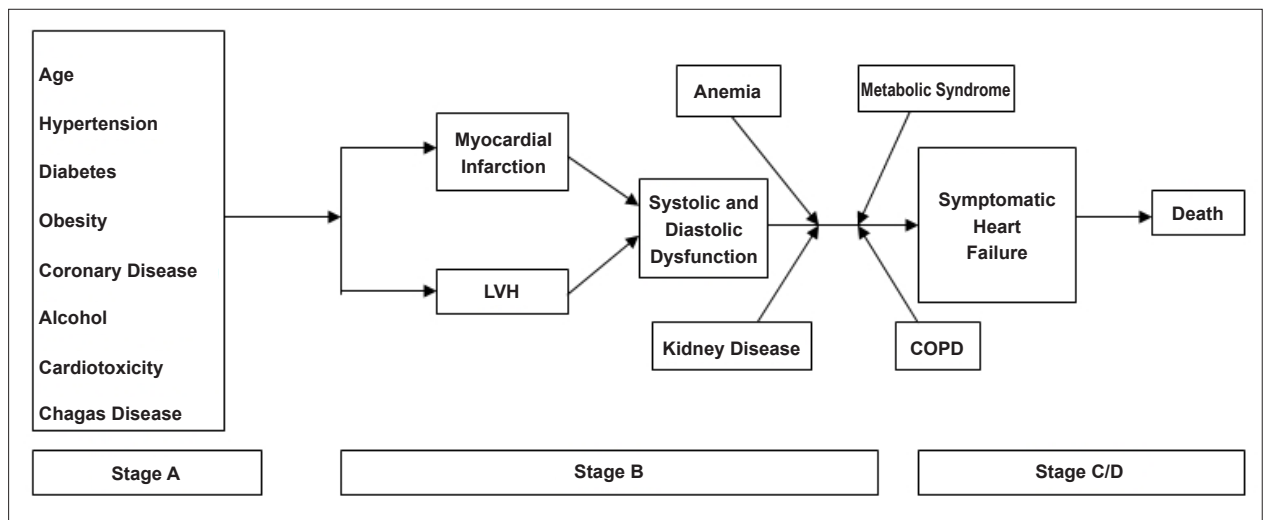 Age
Hypertension
Diabetes
Obesity
Coronary Disease
Alcohol
Cardiotoxicity
Chagas Disease
Myocardial
Infarction
LVH
Systolic and
Diastolic
Dysfunction
Anemia
Metabolic Syndrome
Kidney Disease
COPD
Symptomatic
Heart
Failure
Death
Stage A
Stage B
Stage C/D